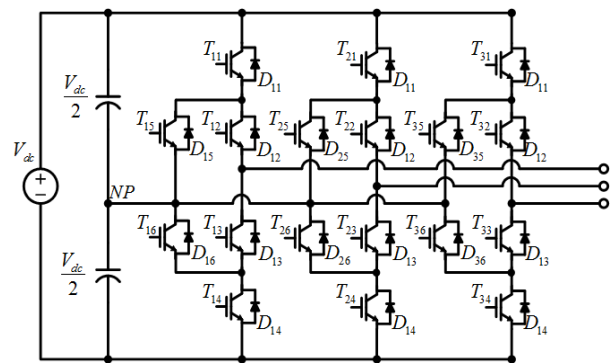 T11 T21 T31
D11 D11 D11
Vdc/2
T15 T12 T25 T22 T35 T32
D15 D12 D25 D12 D35 D12
Vdc
NP
T16 T13 T26 T23 T36 T33
D16 D13 D26 D13 D36 D13
Vdc/2
T14 T24 T34
D14 D14 D14